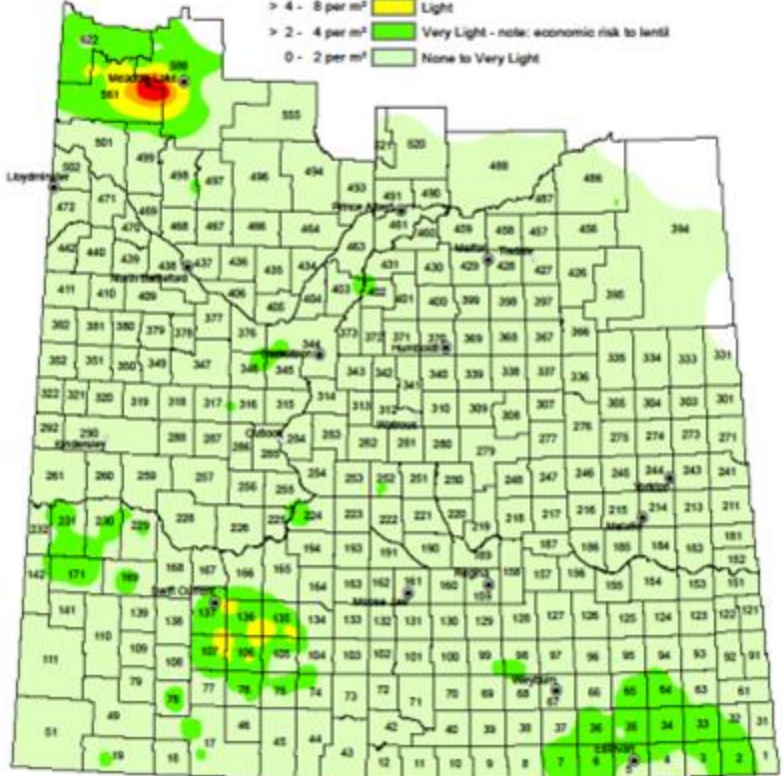 > 4 - 8 per m² Light
> 2 - 4 per m² Very Light - note: economic risk to lentil
0 - 2 per m² None to Very Light
622
588
Meadow Lake
561
555
501 499 498 497 496 494 493 491 490 521 520 488 487 486
502
Lloydminster
472 471 469 470 468 467 466 464 463 Prince Albert 461 460 459 458 457 394
Melfort Tisdale
442 440 439 438 437 436 435 434 431 430 429 428 427 426
North Battleford
411 410 409 406 405 404 403 402 401 400 399 398 397 395
377
382 381 380 379 378 376 344 373 372 371 370 369 368 367 366
Saskatoon Humboldt
352 351 350 349 347 346 345 343 342 341 340 339 338 337 336 335 334 333 331
322 321 320 319 318 317 316 315 314 313 312 310 309 308 307 305 304 303 301
Watrous
292 290 288 287 286 285 284 283 282 281 280 279 277 276 275 274 273 271
Kindersley Outlook
261 260 259 257 256 255 254 253 252 251 250 248 247 246 245 244 243 241
Yorkton
232 231 230 229 228 226 225 224 223 222 221 220 219 218 217 216 215 214 213 211
Melville
194 193 191 190 189 187 186 185 184 183 181
182
142 171 169 168 167 166 165 164 163 162 161 160 159 158 157 156 155 154 153 151
Swift Current Moose Jaw Regina
141 139 138 137 136 135 134 133 132 131 130 129 128 127 126 125 124 123 122 121
111 110 109 108 107 106 105 104 103 102 101 100 99 98 97 96 95 94 93 92 91
79 78 77 76 75 74 73 72 71 70 69 68 67 66 65 64 63 61
Weyburn
51 49 46 45 44 43 42 40 39 38 37 36 35 34 33 32 31
Estevan
19 18 17 12 11 10 9 8 7 6 5 4 3 2 1